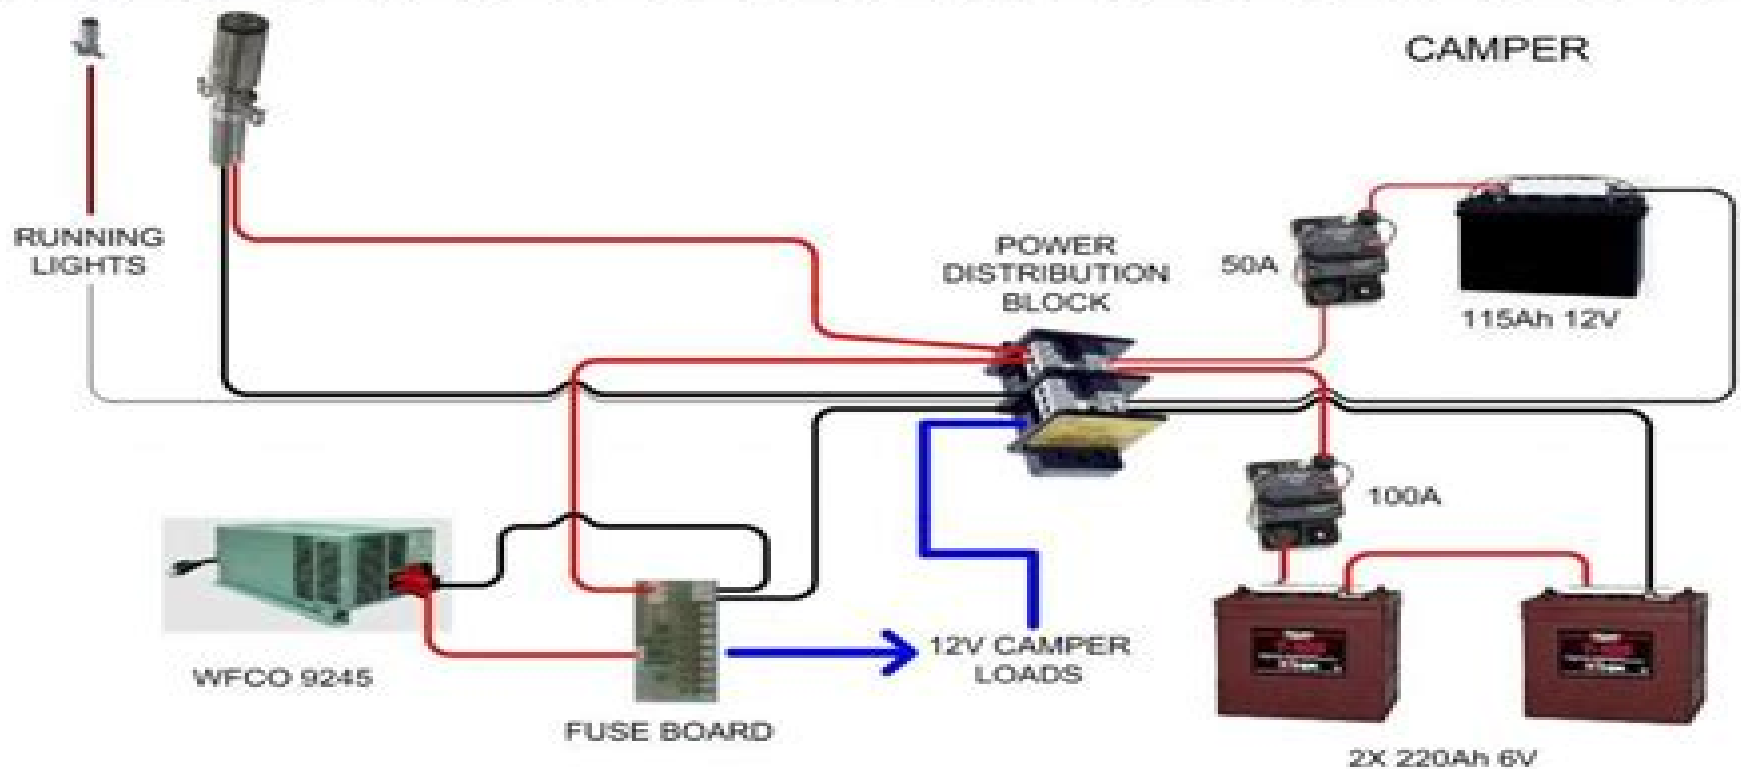 CAMPER
RUNNING
LIGHTS
POWER
DISTRIBUTION
BLOCK
50A
115Ah 12V
100A
WFCO 9245
12V CAMPER
LOADS
FUSE BOARD
2X 220Ah 6V